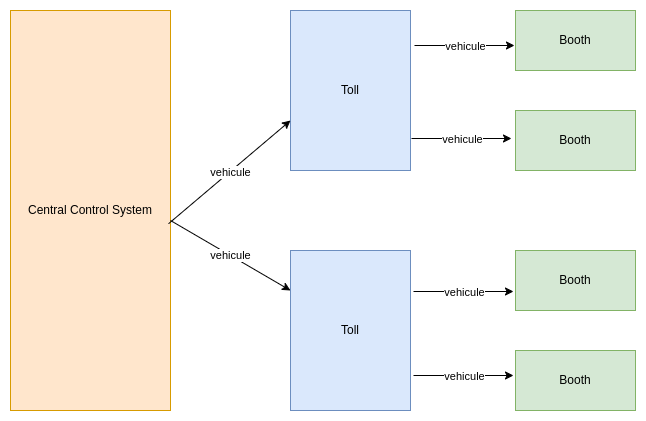 vehicule
Booth
Toll
vehicule
Booth
vehicule
Central Control System
vehicule
vehicule
Booth
Toll
vehicule
Booth